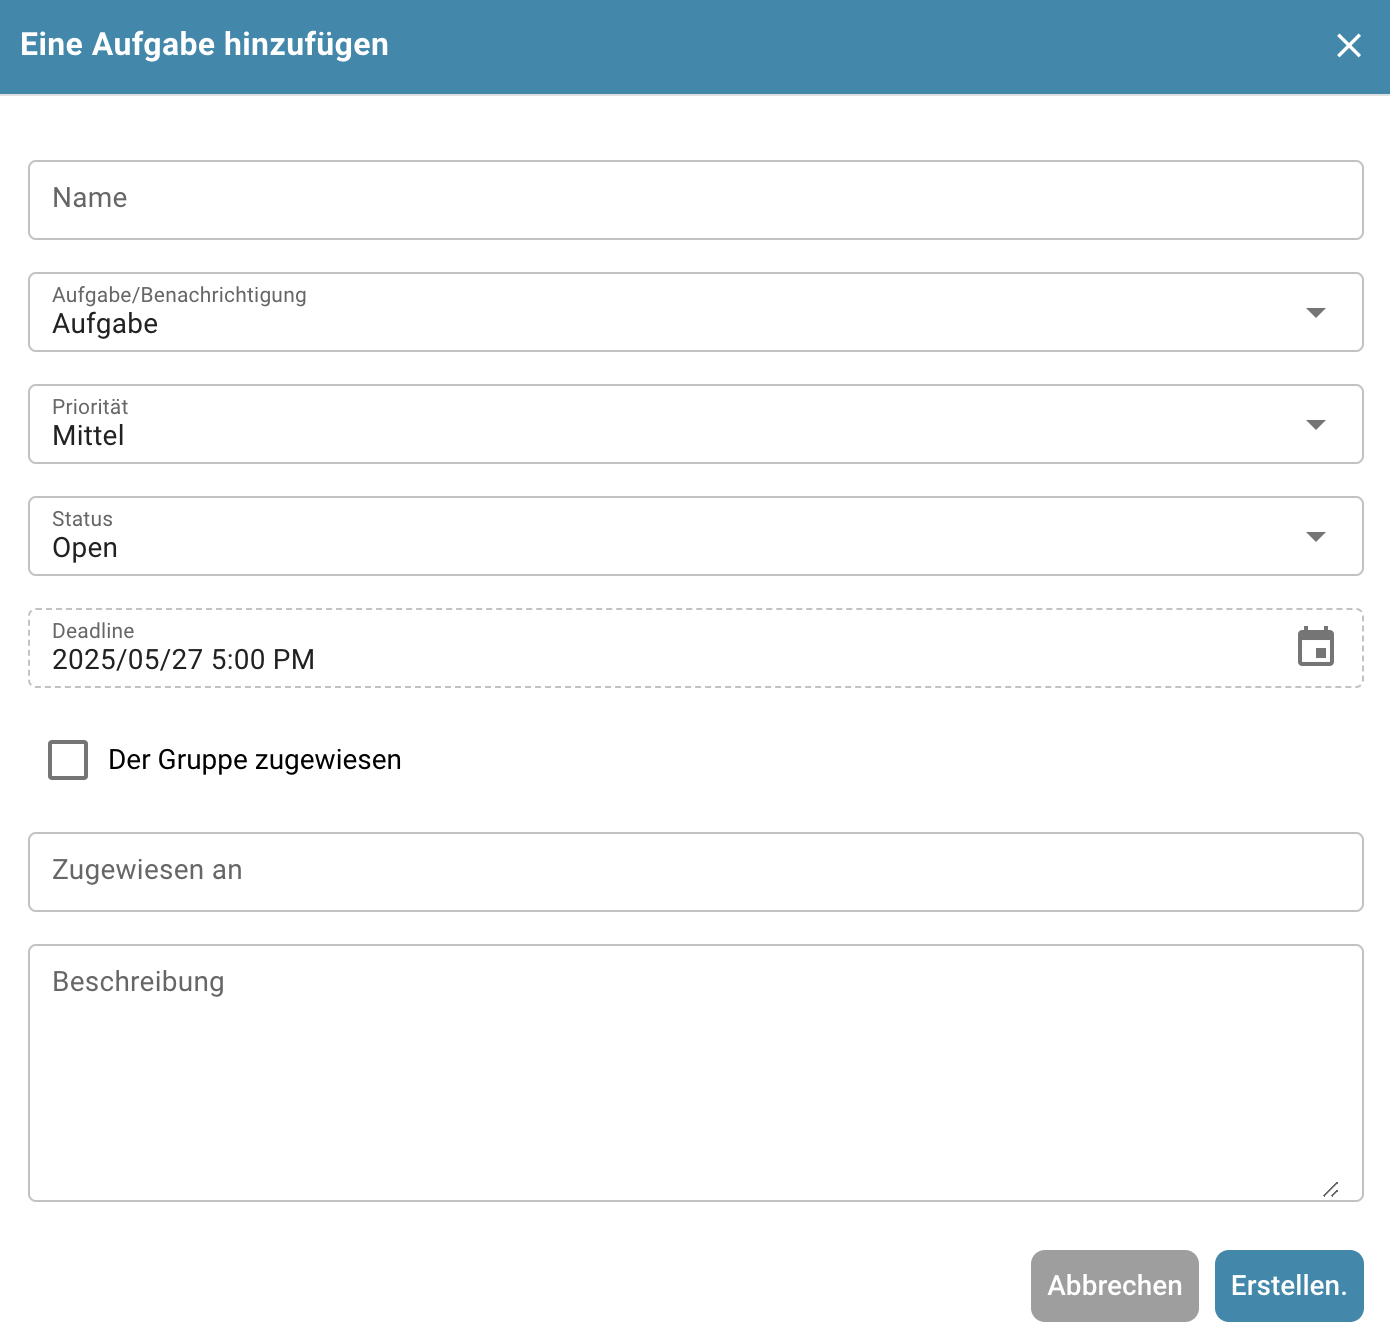 Eine Aufgabe hinzufügen
Name
Aufgabe/Benachrichtigung
Aufgabe
Priorität
Mittel
Status
Open
Deadline
2025/05/27 5:00 PM
Der Gruppe zugewiesen
Zugewiesen an
Beschreibung
Abbrechen
Erstellen.